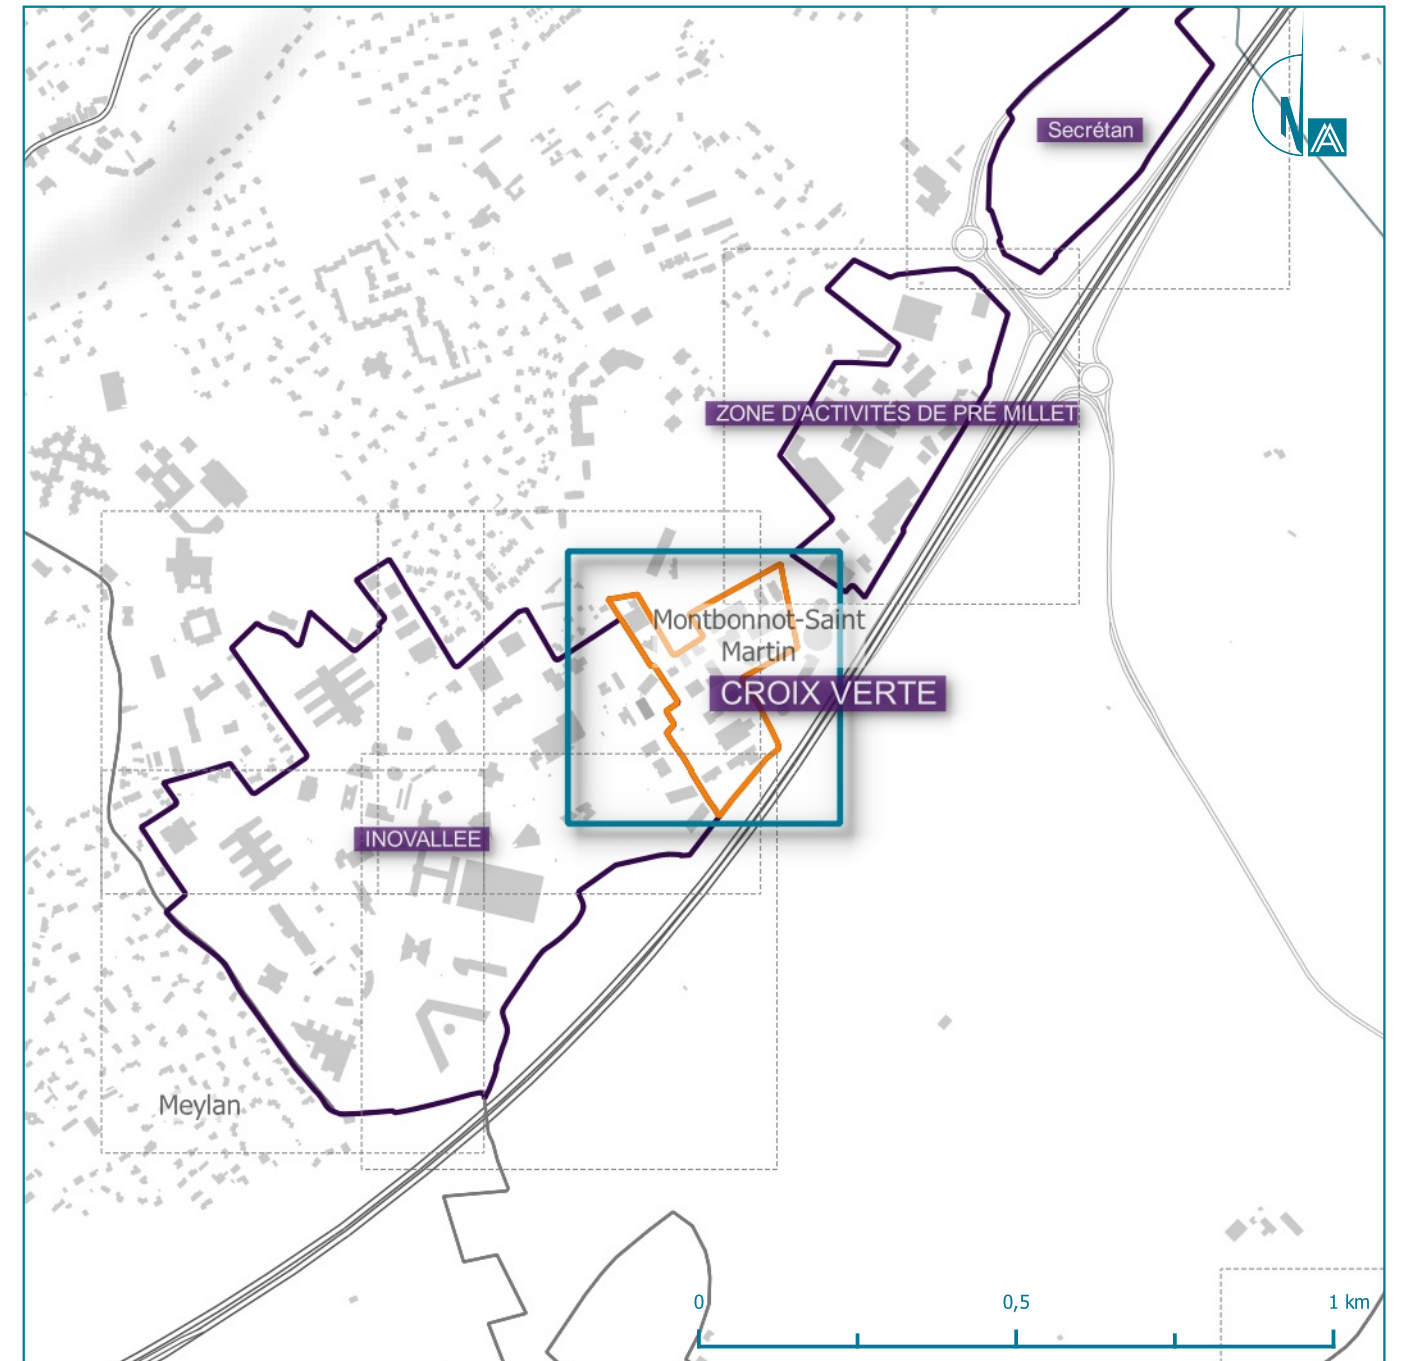 Secrétan
N
ZONE D'ACTIVITÉS DE PRÉ MILLET
Montbonnot-Saint
Martin
CROIX VERTE
INOVALLEE
Meylan
0 0,5 1 km